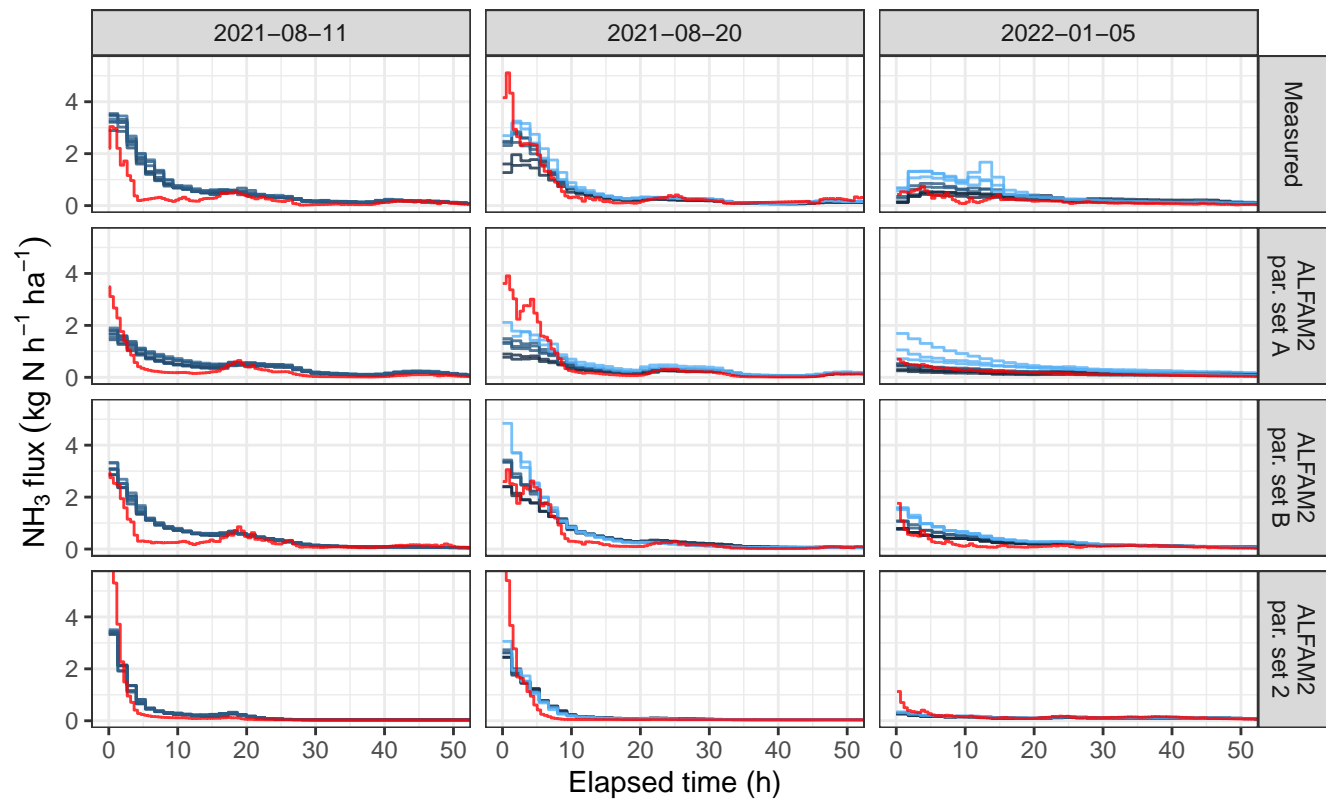 2021−08−11 2021−08−20 2022−01−05
Measured
0 2 4
ALFAM2
par. set A
0 2 4
ALFAM2
par. set B
0 2 4
ALFAM2
par. set 2
0 2 4
NH₃ flux (kg N h⁻¹ ha⁻¹)
0 10 20 30 40 50 0 10 20 30 40 50 0 10 20 30 40 50
Elapsed time (h)